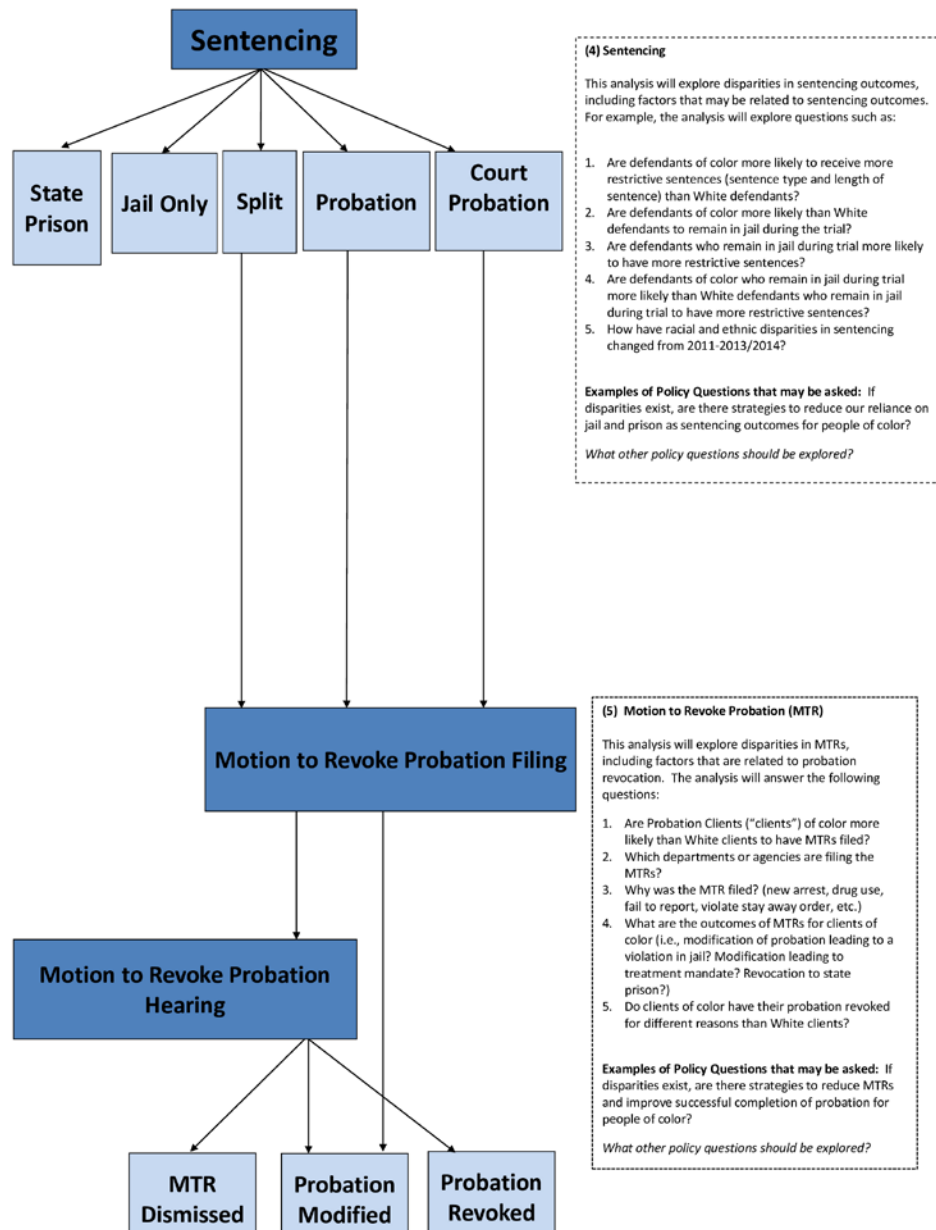 Sentencing
State
Prison
Jail Only
Split
Probation
Court
Probation
(4) Sentencing
This analysis will explore disparities in sentencing outcomes,
including factors that may be related to sentencing outcomes.
For example, the analysis will explore questions such as:
1. Are defendants of color more likely to receive more
restrictive sentences (sentence type and length of
sentence) than White defendants?
2. Are defendants of color more likely than White
defendants to remain in jail during the trial?
3. Are defendants who remain in jail during trial more likely
to have more restrictive sentences?
4. Are defendants of color who remain in jail during trial
more likely than White defendants who remain in jail
during trial to have more restrictive sentences?
5. How have racial and ethnic disparities in sentencing
changed from 2011-2013/2014?
Examples of Policy Questions that may be asked: If
disparities exist, are there strategies to reduce our reliance on
jail and prison as sentencing outcomes for people of color?
What other policy questions should be explored?
Motion to Revoke Probation Filing
Motion to Revoke Probation
Hearing
MTR
Dismissed
Probation
Modified
Probation
Revoked
(5) Motion to Revoke Probation (MTR)
This analysis will explore disparities in MTRs,
including factors that are related to probation
revocation. The analysis will answer the following
questions:
1. Are Probation Clients (“clients”) of color more
likely than White clients to have MTRs filed?
2. Which departments or agencies are filing the
MTRs?
3. Why was the MTR filed? (new arrest, drug use,
fail to report, violate stay away order, etc.)
4. What are the outcomes of MTRs for clients of
color (i.e., modification of probation leading to a
violation in jail? Modification leading to
treatment mandate? Revocation to state
prison?)
5. Do clients of color have their probation revoked
for different reasons than White clients?
Examples of Policy Questions that may be asked: If
disparities exist, are there strategies to reduce MTRs
and improve successful completion of probation for
people of color?
What other policy questions should be explored?